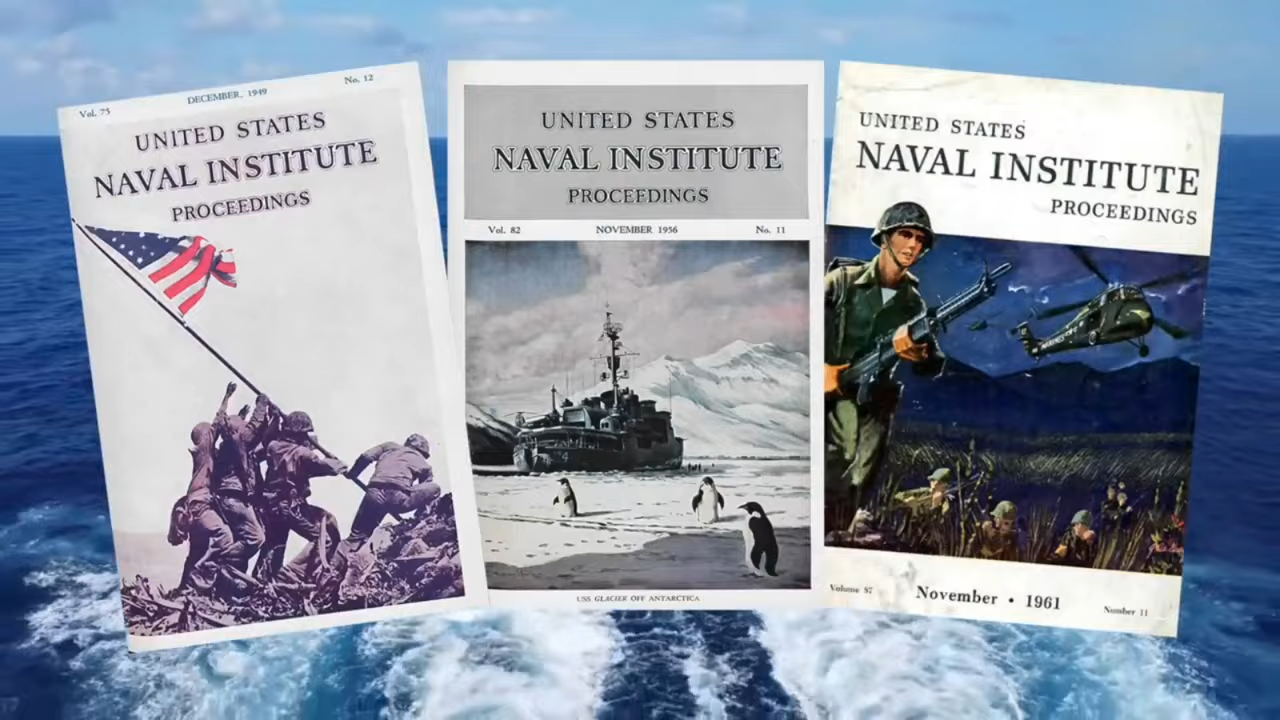 Vol. 75
DECEMBER, 1949
No. 12
UNITED STATES
NAVAL INSTITUTE
PROCEEDINGS
UNITED STATES
NAVAL INSTITUTE
PROCEEDINGS
Vol. 82
NOVEMBER 1956
No. 11
USS GLACIER OFF ANTARCTICA
UNITED STATES
NAVAL INSTITUTE
PROCEEDINGS
MARINES
Volume 87
November • 1961
Number 11